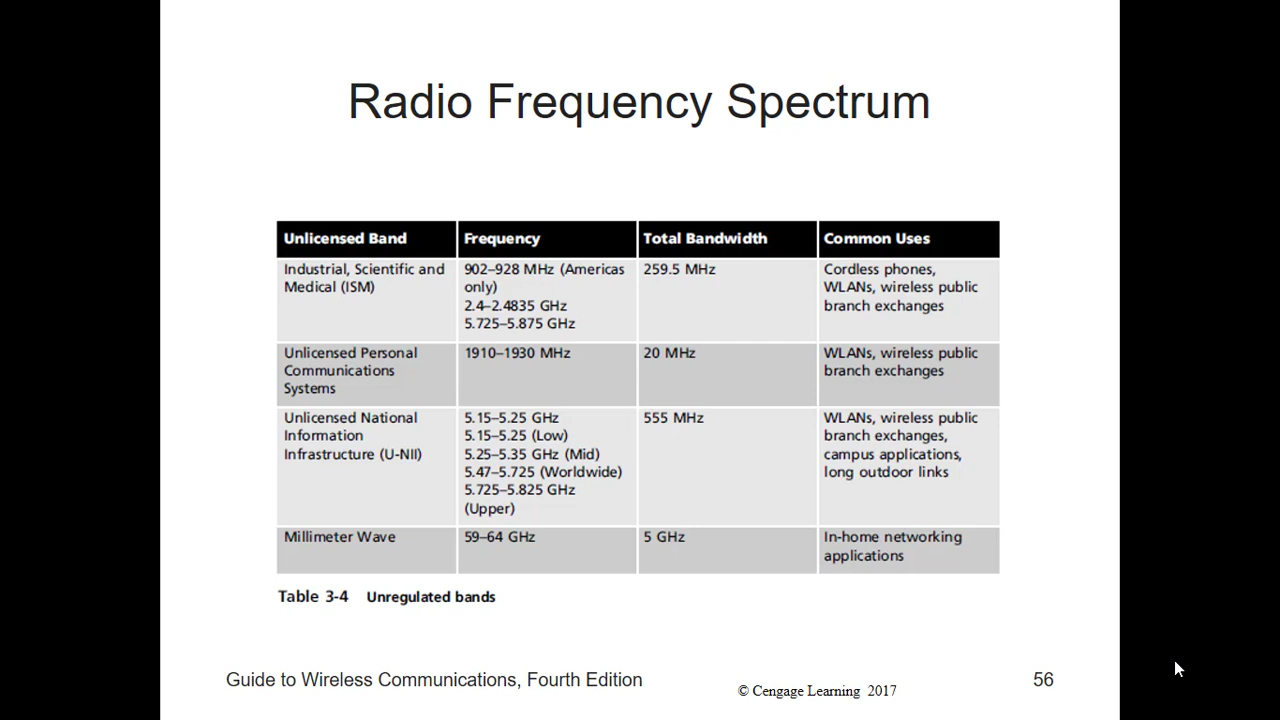 Radio Frequency Spectrum
Unlicensed Band Frequency Total Bandwidth Common Uses
Industrial, Scientific and
Medical (ISM)
902–928 MHz (Americas
only)
2.4–2.4835 GHz
5.725–5.875 GHz
259.5 MHz
Cordless phones,
WLANs, wireless public
branch exchanges
Unlicensed Personal
Communications
Systems
1910–1930 MHz
20 MHz
WLANs, wireless public
branch exchanges
Unlicensed National
Information
Infrastructure (U-NII)
5.15–5.25 GHz
5.15–5.25 (Low)
5.25–5.35 GHz (Mid)
5.47–5.725 (Worldwide)
5.725–5.825 GHz
(Upper)
555 MHz
WLANs, wireless public
branch exchanges,
campus applications,
long outdoor links
Millimeter Wave
59–64 GHz
5 GHz
In-home networking
applications
Table 3-4 Unregulated bands
Guide to Wireless Communications, Fourth Edition
© Cengage Learning 2017
56